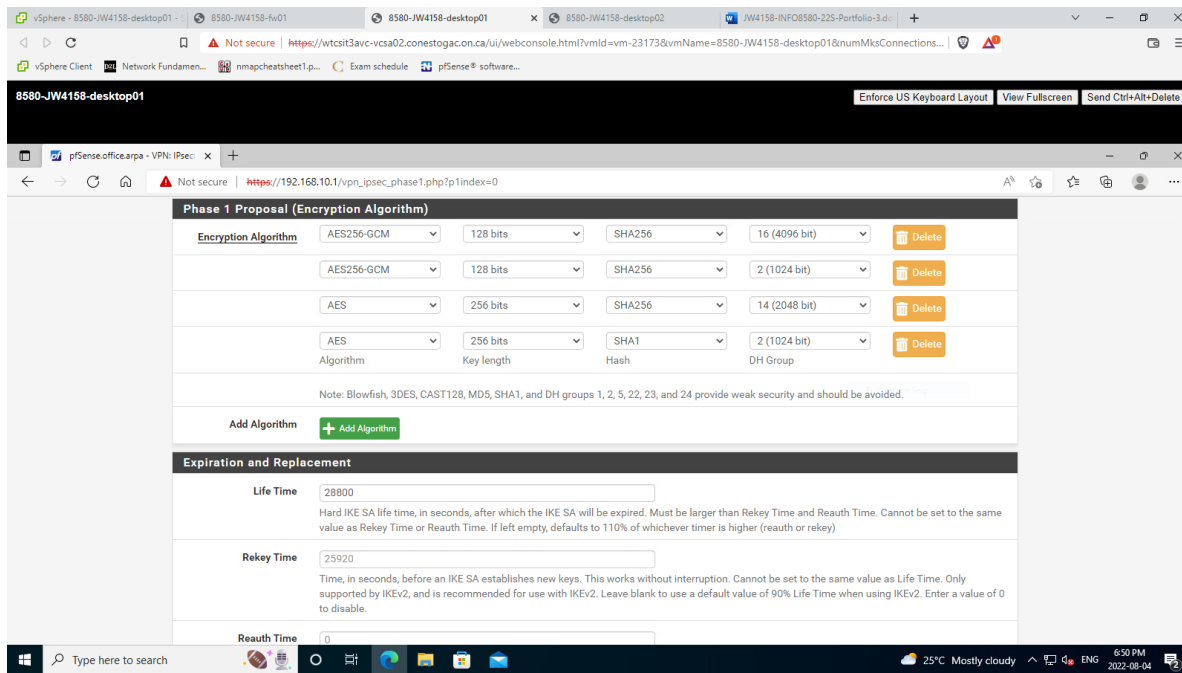 vSphere - 8580-JW4158-desktop01 - S
8580-JW4158-fw01
8580-JW4158-desktop01
8580-JW4158-desktop02
JW4158-INFO8580-22S-Portfolio-3.do
Not secure | https://wtcsit3avc-vcsa02.conestogac.on.ca/ui/webconsole.html?vmId=vm-23173&vmName=8580-JW4158-desktop01&numMksConnections...
vSphere Client D2L Network Fundamen... nmapcheatsheet1.p... Exam schedule pfSense® software...
8580-JW4158-desktop01
Enforce US Keyboard Layout View Fullscreen Send Ctrl+Alt+Delete
pfSense.office.arpa - VPN: IPsec:
Not secure | https://192.168.10.1/vpn_ipsec_phase1.php?p1index=0
Phase 1 Proposal (Encryption Algorithm)
Encryption Algorithm AES256-GCM 128 bits SHA256 16 (4096 bit) Delete
AES256-GCM 128 bits SHA256 2 (1024 bit) Delete
AES 256 bits SHA256 14 (2048 bit) Delete
AES 256 bits SHA1 2 (1024 bit) Delete
Algorithm Key length Hash DH Group
Note: Blowfish, 3DES, CAST128, MD5, SHA1, and DH groups 1, 2, 5, 22, 23, and 24 provide weak security and should be avoided.
Add Algorithm Add Algorithm
Expiration and Replacement
Life Time 28800
Hard IKE SA life time, in seconds, after which the IKE SA will be expired. Must be larger than Rekey Time and Reauth Time. Cannot be set to the same
value as Rekey Time or Reauth Time. If left empty, defaults to 110% of whichever timer is higher (reauth or rekey)
Rekey Time 25920
Time, in seconds, before an IKE SA establishes new keys. This works without interruption. Cannot be set to the same value as Life Time. Only
supported by IKEv2, and is recommended for use with IKEv2. Leave blank to use a default value of 90% Life Time when using IKEv2. Enter a value of 0
to disable.
Reauth Time 0
Type here to search
25°C Mostly cloudy ENG
6:50 PM
2022-08-04
2